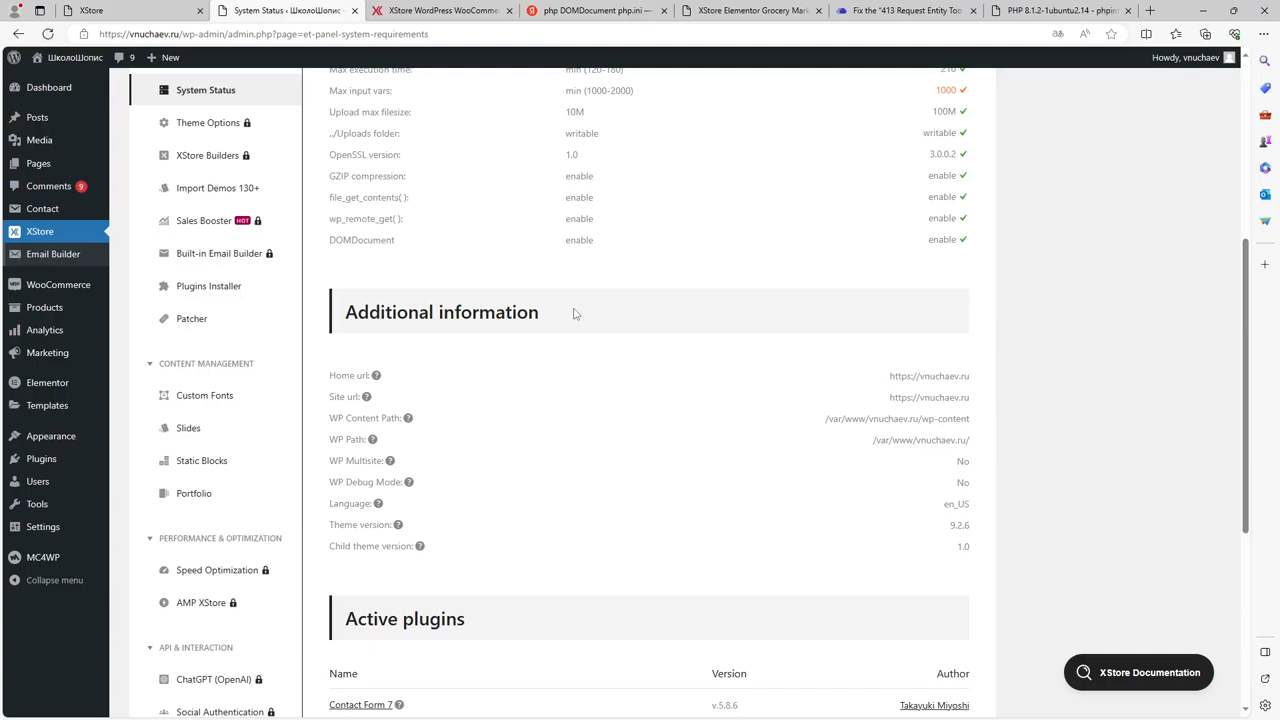 XStore
System Status ‹ ШколоШопис —
XStore WordPress WooComme
php DOMDocument php.ini —
XStore Elementor Grocery Mark
Fix the "413 Request Entity Too
PHP 8.1.2-1ubuntu2.14 - phpinf
https://vnuchaev.ru/wp-admin/admin.php?page=et-panel-system-requirements
ШколоШопис
9
New
Howdy, vnuchaev
Dashboard
Posts
Media
Pages
Comments 9
Contact
XStore
Email Builder
WooCommerce
Products
Analytics
Marketing
Elementor
Templates
Appearance
Plugins
Users
Tools
Settings
MC4WP
Collapse menu
System Status
Theme Options
XStore Builders
Import Demos 130+
Sales Booster HOT
Built-in Email Builder
Plugins Installer
Patcher
CONTENT MANAGEMENT
Custom Fonts
Slides
Static Blocks
Portfolio
PERFORMANCE & OPTIMIZATION
Speed Optimization
AMP XStore
API & INTERACTION
ChatGPT (OpenAI)
Social Authentication
Max execution time: min (120-180) 210
Max input vars: min (1000-2000) 1000
Upload max filesize: 10M 100M
../Uploads folder: writable writable
OpenSSL version: 1.0 3.0.0.2
GZIP compression: enable enable
file_get_contents( ): enable enable
wp_remote_get( ): enable enable
DOMDocument enable enable
Additional information
Home url: https://vnuchaev.ru
Site url: https://vnuchaev.ru
WP Content Path: /var/www/vnuchaev.ru/wp-content
WP Path: /var/www/vnuchaev.ru/
WP Multisite: No
WP Debug Mode: No
Language: en_US
Theme version: 9.2.6
Child theme version: 1.0
Active plugins
Name Version Author
Contact Form 7 v.5.8.6 Takayuki Miyoshi
XStore Documentation